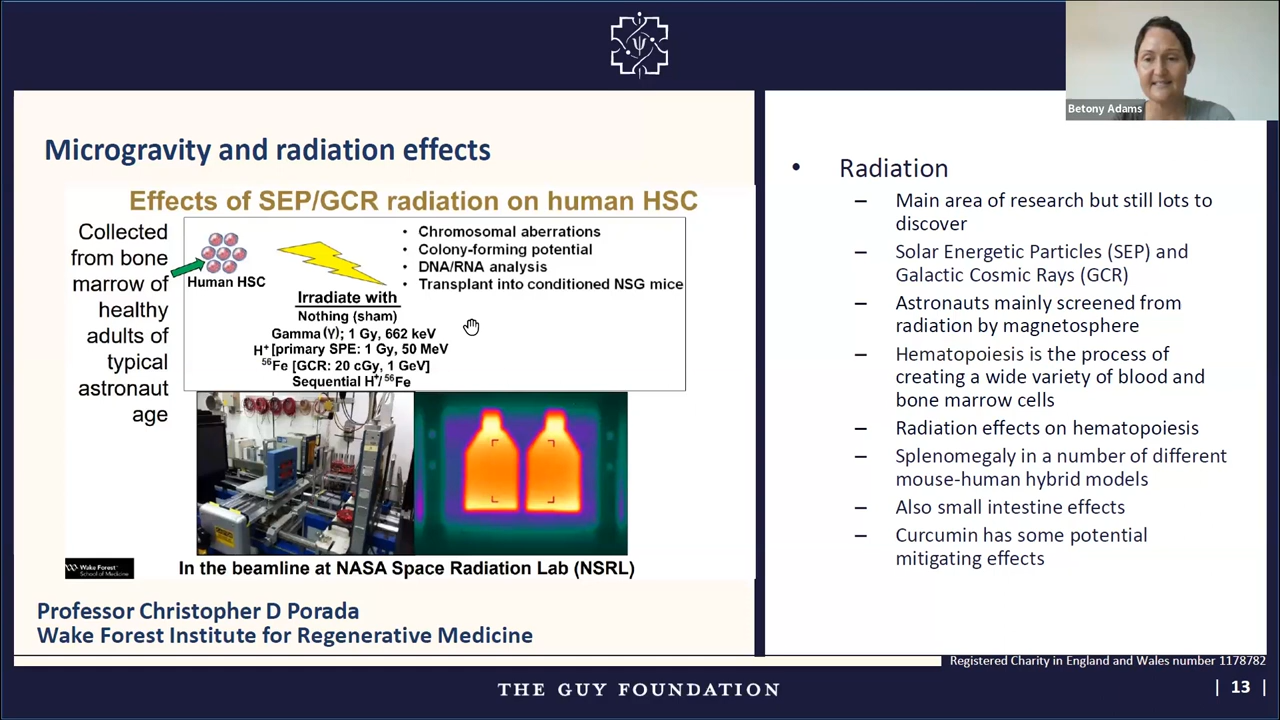 Betony Adams
Microgravity and radiation effects
Effects of SEP/GCR radiation on human HSC
Collected
from bone
marrow of
healthy
adults of
typical
astronaut
age
Human HSC
• Chromosomal aberrations
• Colony-forming potential
• DNA/RNA analysis
• Transplant into conditioned NSG mice
Irradiate with
Nothing (sham)
Gamma (γ); 1 Gy, 662 keV
H⁺ [primary SPE: 1 Gy, 50 MeV
⁵⁶Fe [GCR: 20 cGy, 1 GeV]
Sequential H⁺/⁵⁶Fe
Wake Forest
School of Medicine
In the beamline at NASA Space Radiation Lab (NSRL)
Professor Christopher D Porada
Wake Forest Institute for Regenerative Medicine
• Radiation
– Main area of research but still lots to
discover
– Solar Energetic Particles (SEP) and
Galactic Cosmic Rays (GCR)
– Astronauts mainly screened from
radiation by magnetosphere
– Hematopoiesis is the process of
creating a wide variety of blood and
bone marrow cells
– Radiation effects on hematopoiesis
– Splenomegaly in a number of different
mouse-human hybrid models
– Also small intestine effects
– Curcumin has some potential
mitigating effects
Registered Charity in England and Wales number 1178782
THE GUY FOUNDATION
| 13 |